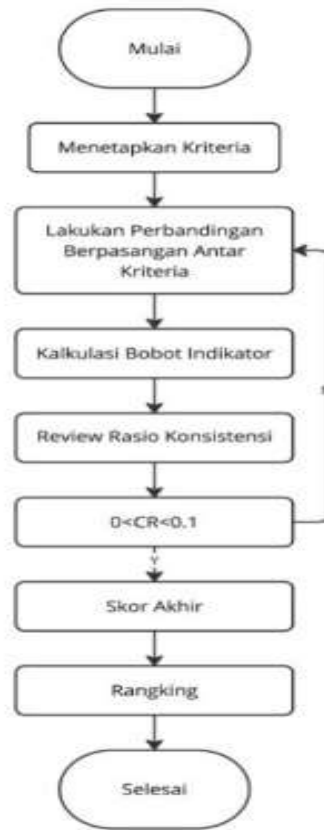 Mulai
Menetapkan Kriteria
Lakukan Perbandingan
Berpasangan Antar
Kriteria
Kalkulasi Bobot Indikator
Review Rasio Konsistensi
0<CR<0.1
Y
Skor Akhir
Rangking
Selesai